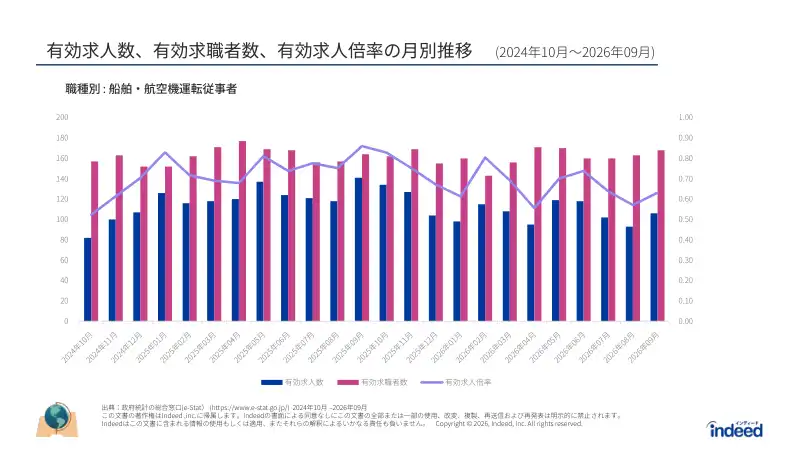 有効求人数、有効求職者数、有効求人倍率の月別推移 (2024年10月～2026年09月)
職種別 : 船舶・航空機運転従事者
200 1.00
180 0.90
160 0.80
140 0.70
120 0.60
100 0.50
80 0.40
60 0.30
40 0.20
20 0.10
0 0.00
2024年10月 2024年11月 2024年12月 2025年01月 2025年02月 2025年03月 2025年04月 2025年05月 2025年06月 2025年07月 2025年08月 2025年09月 2025年10月 2025年11月 2025年12月 2026年01月 2026年02月 2026年03月 2026年04月 2026年05月 2026年06月 2026年07月 2026年08月 2026年09月
有効求人数 有効求職者数 有効求人倍率
出典：政府統計の総合窓口(e-Stat） (https://www.e-stat.go.jp/) 2024年10月 –2026年09月
この文書の著作権はIndeed,inc.に帰属します。Indeedの書面による同意なしにこの文書の全部または一部の使用、改変、複製、再送信および再発表は明示的に禁止されます。
Indeedはこの文書に含まれる情報の使用もしくは適用、またそれらの解釈によるいかなる責任も負いません。 Copyright © 2026, Indeed, Inc. All rights reserved.
インディード
indeed